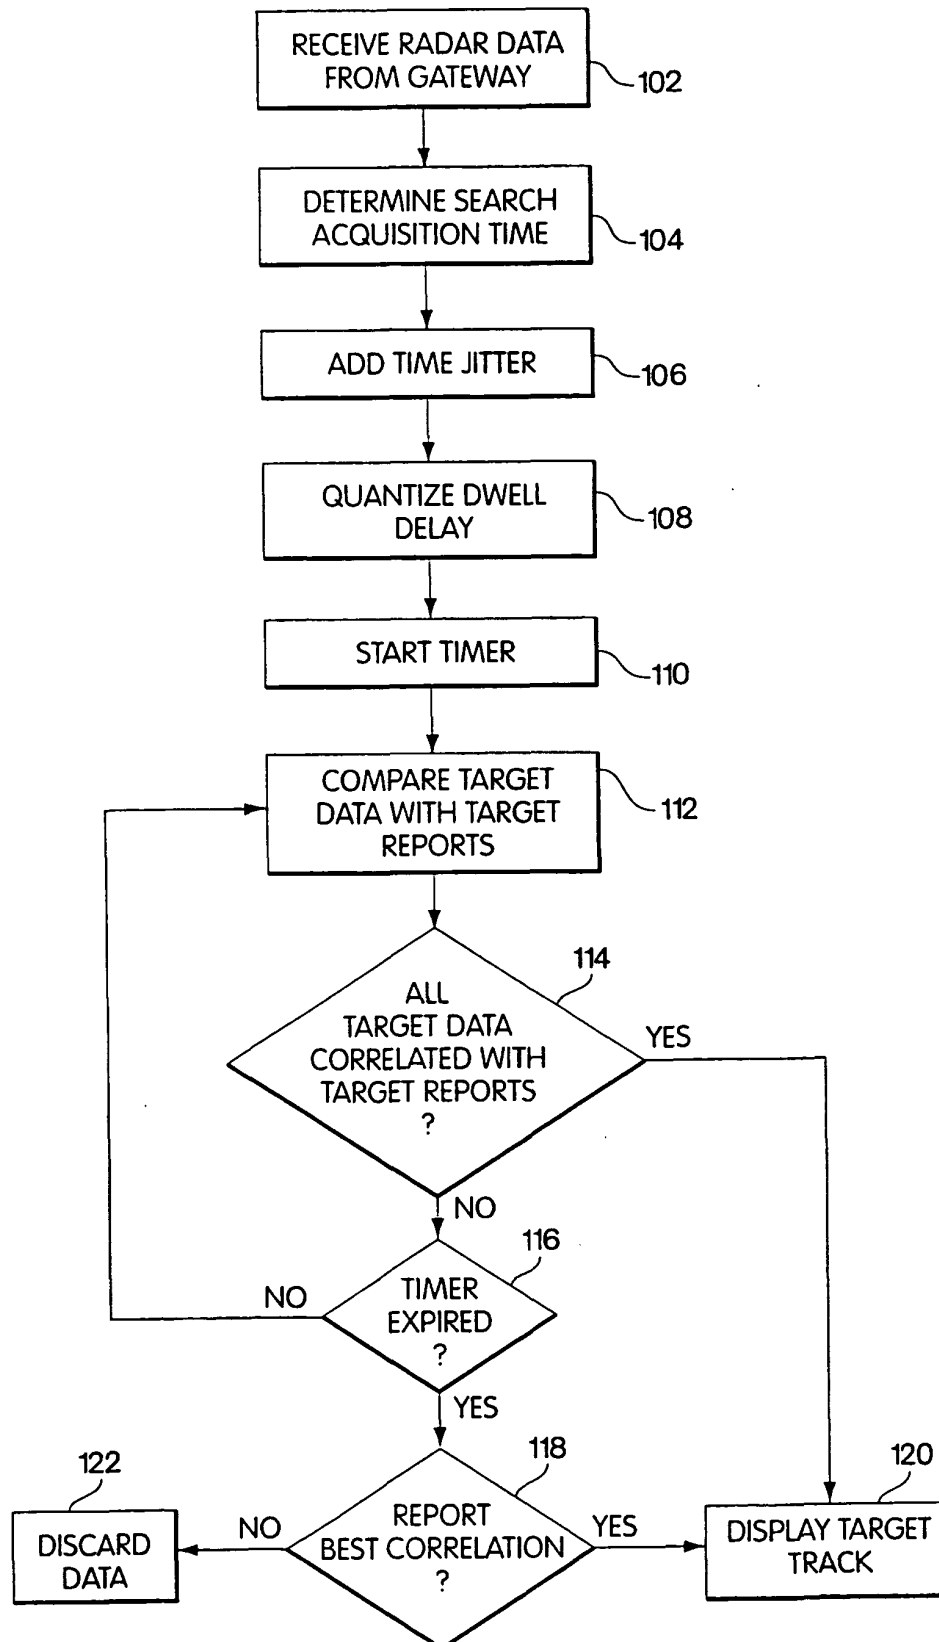 RECEIVE RADAR DATA
FROM GATEWAY
102
DETERMINE SEARCH
ACQUISITION TIME
104
ADD TIME JITTER
106
QUANTIZE DWELL
DELAY
108
START TIMER
110
COMPARE TARGET
DATA WITH TARGET
REPORTS
112
114
ALL
TARGET DATA
CORRELATED WITH
TARGET REPORTS
?
YES
NO
116
TIMER
EXPIRED
?
NO
YES
118
REPORT
BEST CORRELATION
?
NO
YES
122
DISCARD
DATA
120
DISPLAY TARGET
TRACK